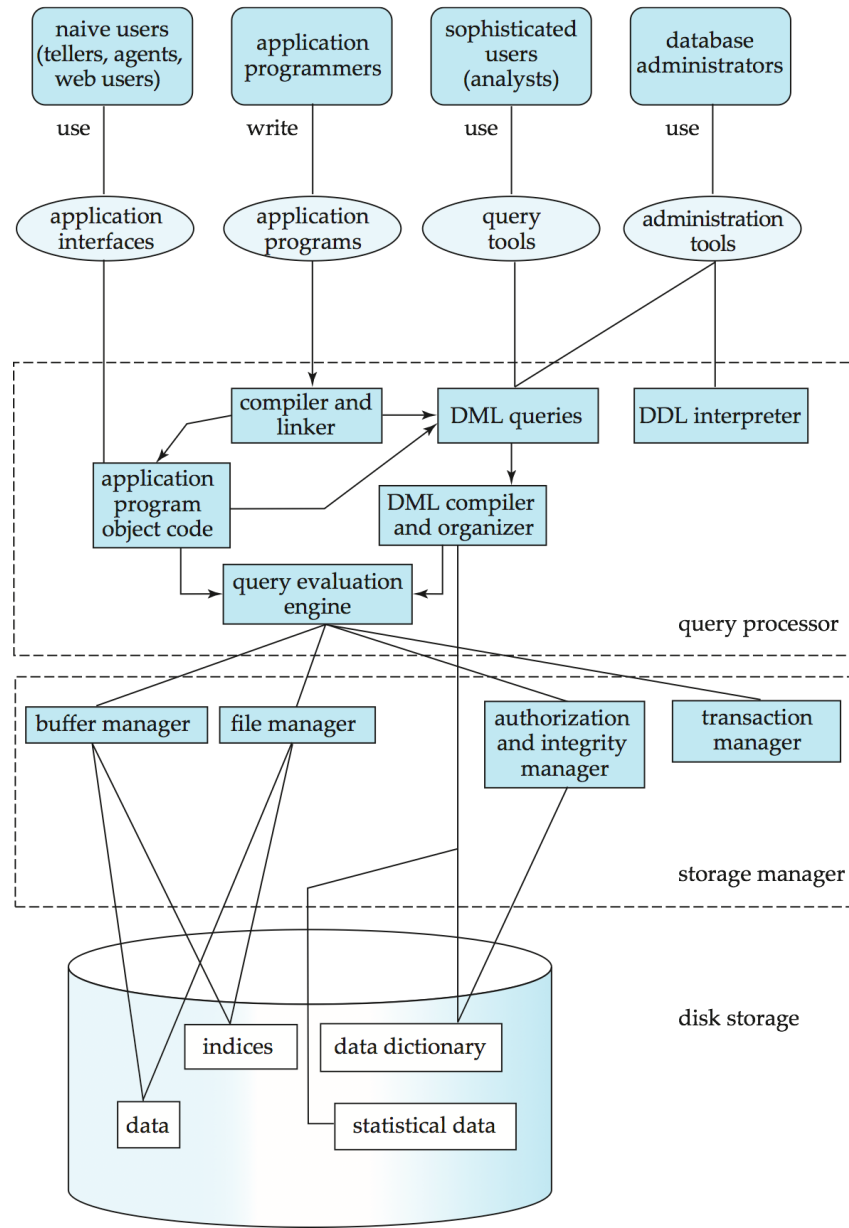 naive users
(tellers, agents,
web users)
application
programmers
sophisticated
users
(analysts)
database
administrators
use
write
use
use
application
interfaces
application
programs
query
tools
administration
tools
compiler and
linker
DML queries
DDL interpreter
application
program
object code
DML compiler
and organizer
query evaluation
engine
query processor
buffer manager
file manager
authorization
and integrity
manager
transaction
manager
storage manager
disk storage
indices
data dictionary
data
statistical data